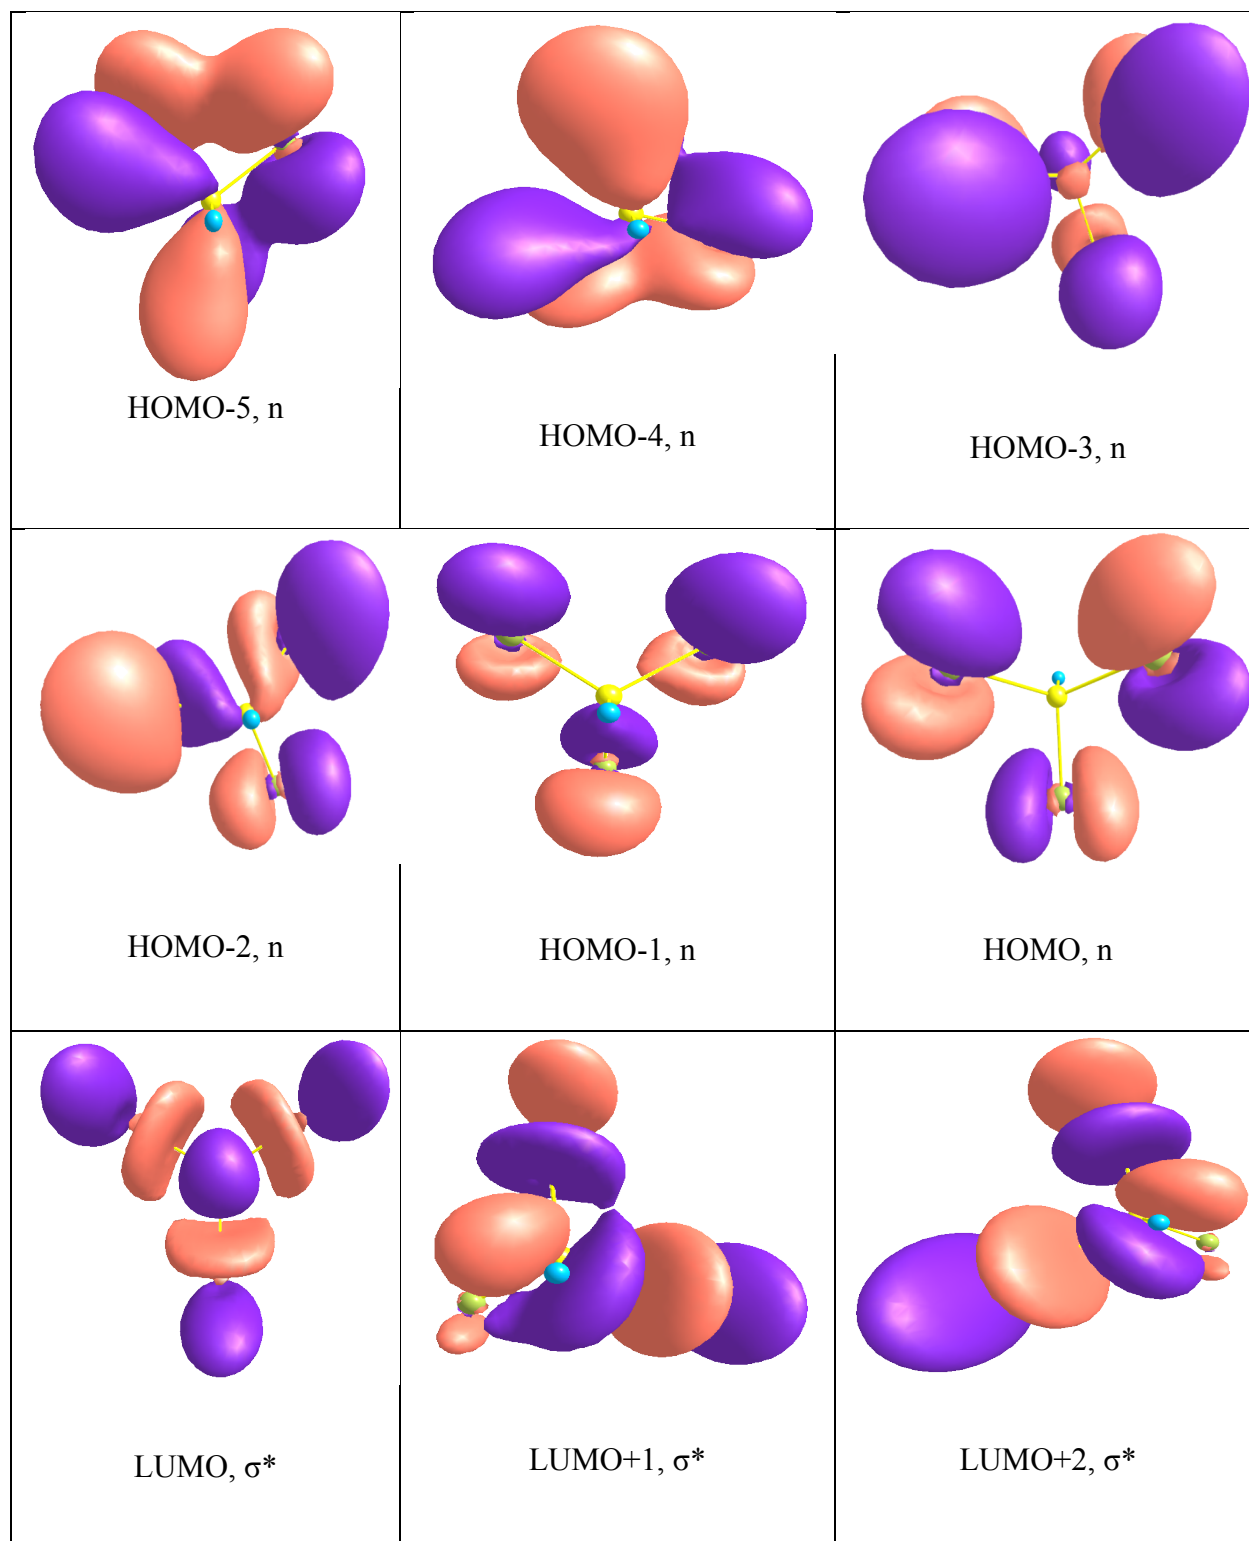 HOMO-5, n
HOMO-4, n
HOMO-3, n
HOMO-2, n
HOMO-1, n
HOMO, n
LUMO, σ*
LUMO+1, σ*
LUMO+2, σ*